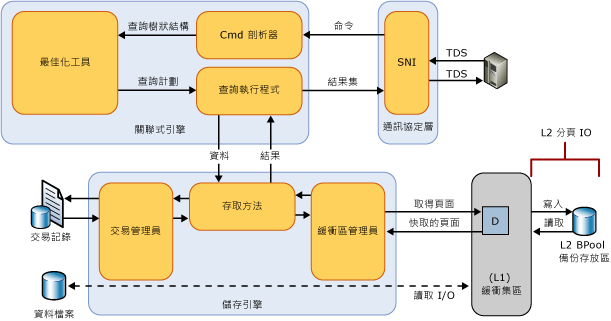 查詢樹狀結構
Cmd 剖析器
命令
最佳化工具
SNI
TDS
TDS
查詢計劃
查詢執行程式
結果集
關聯式引擎
通訊協定層
L2 分頁 IO
資料
結果
交易管理員
存取方法
緩衝區管理員
取得頁面
快取的頁面
D
寫入
讀取
交易記錄
L2 BPool
備份存放區
(L1)
緩衝集區
讀取 I/O
儲存引擎
資料檔案